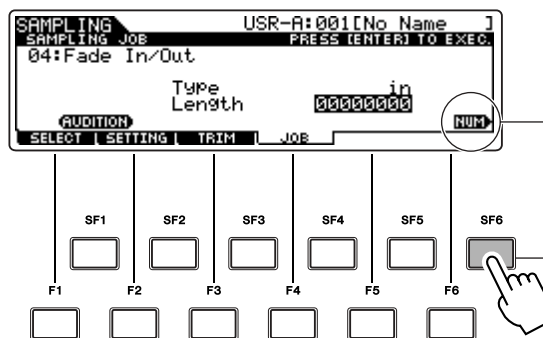 SAMPLING USR-A:001[No Name ]
SAMPLING JOB PRESS [ENTER] TO EXEC.
04:Fade In/Out
Type in
Length 00000000
AUDITION NUM
SELECT SETTING TRIM JOB
SF1 SF2 SF3 SF4 SF5 SF6
F1 F2 F3 F4 F5 F6